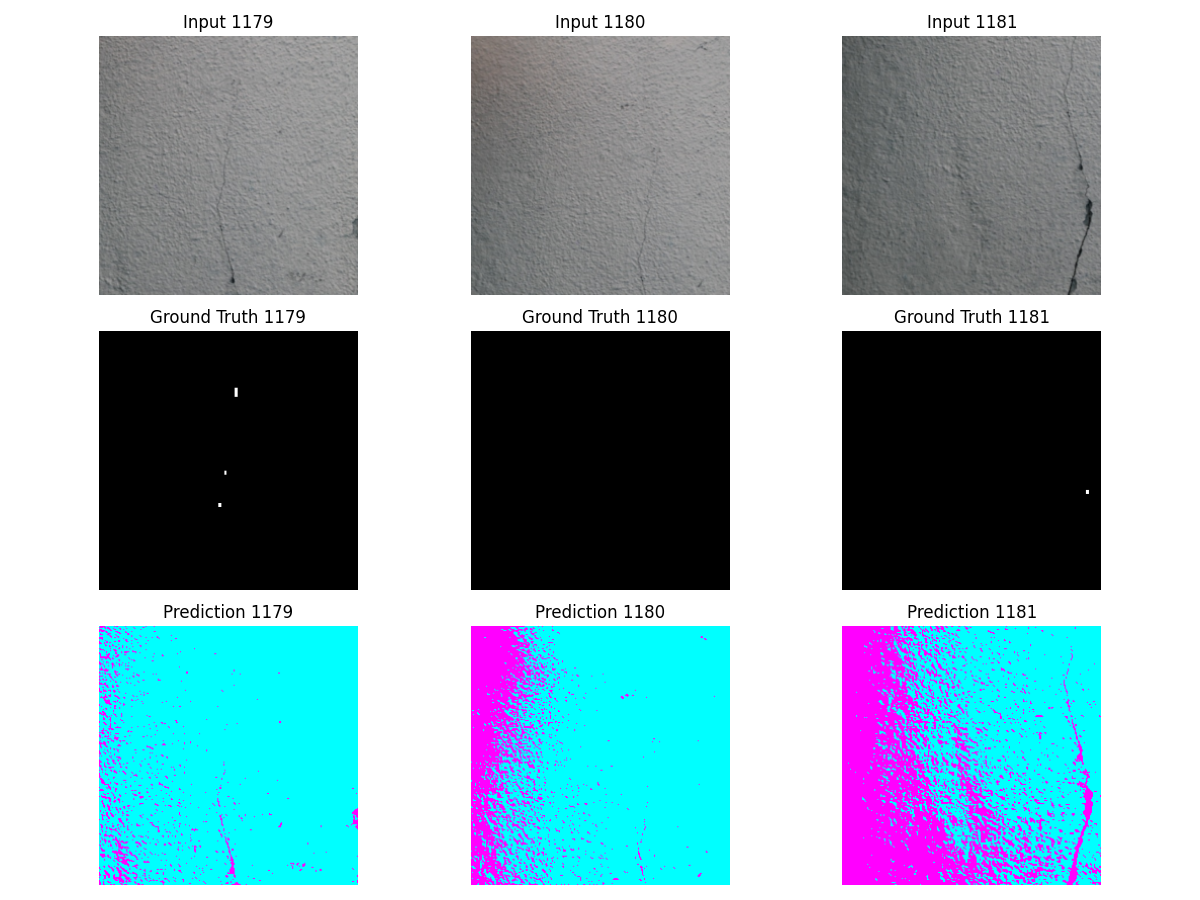 Input 1179
Input 1180
Input 1181
Ground Truth 1179
Ground Truth 1180
Ground Truth 1181
Prediction 1179
Prediction 1180
Prediction 1181